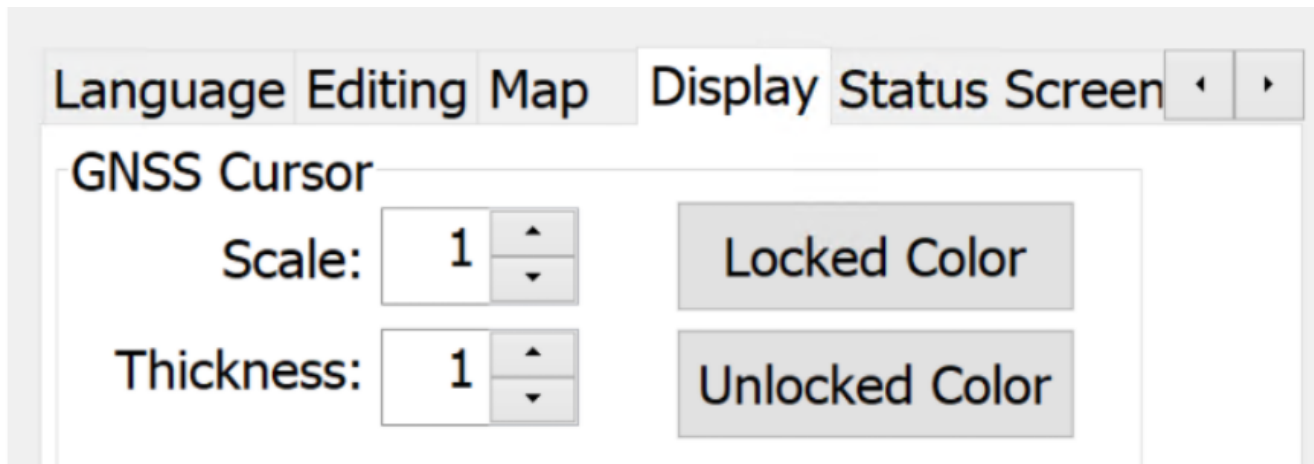 Language Editing Map Display Status Screen
GNSS Cursor
Scale: 1 Locked Color
Thickness: 1 Unlocked Color